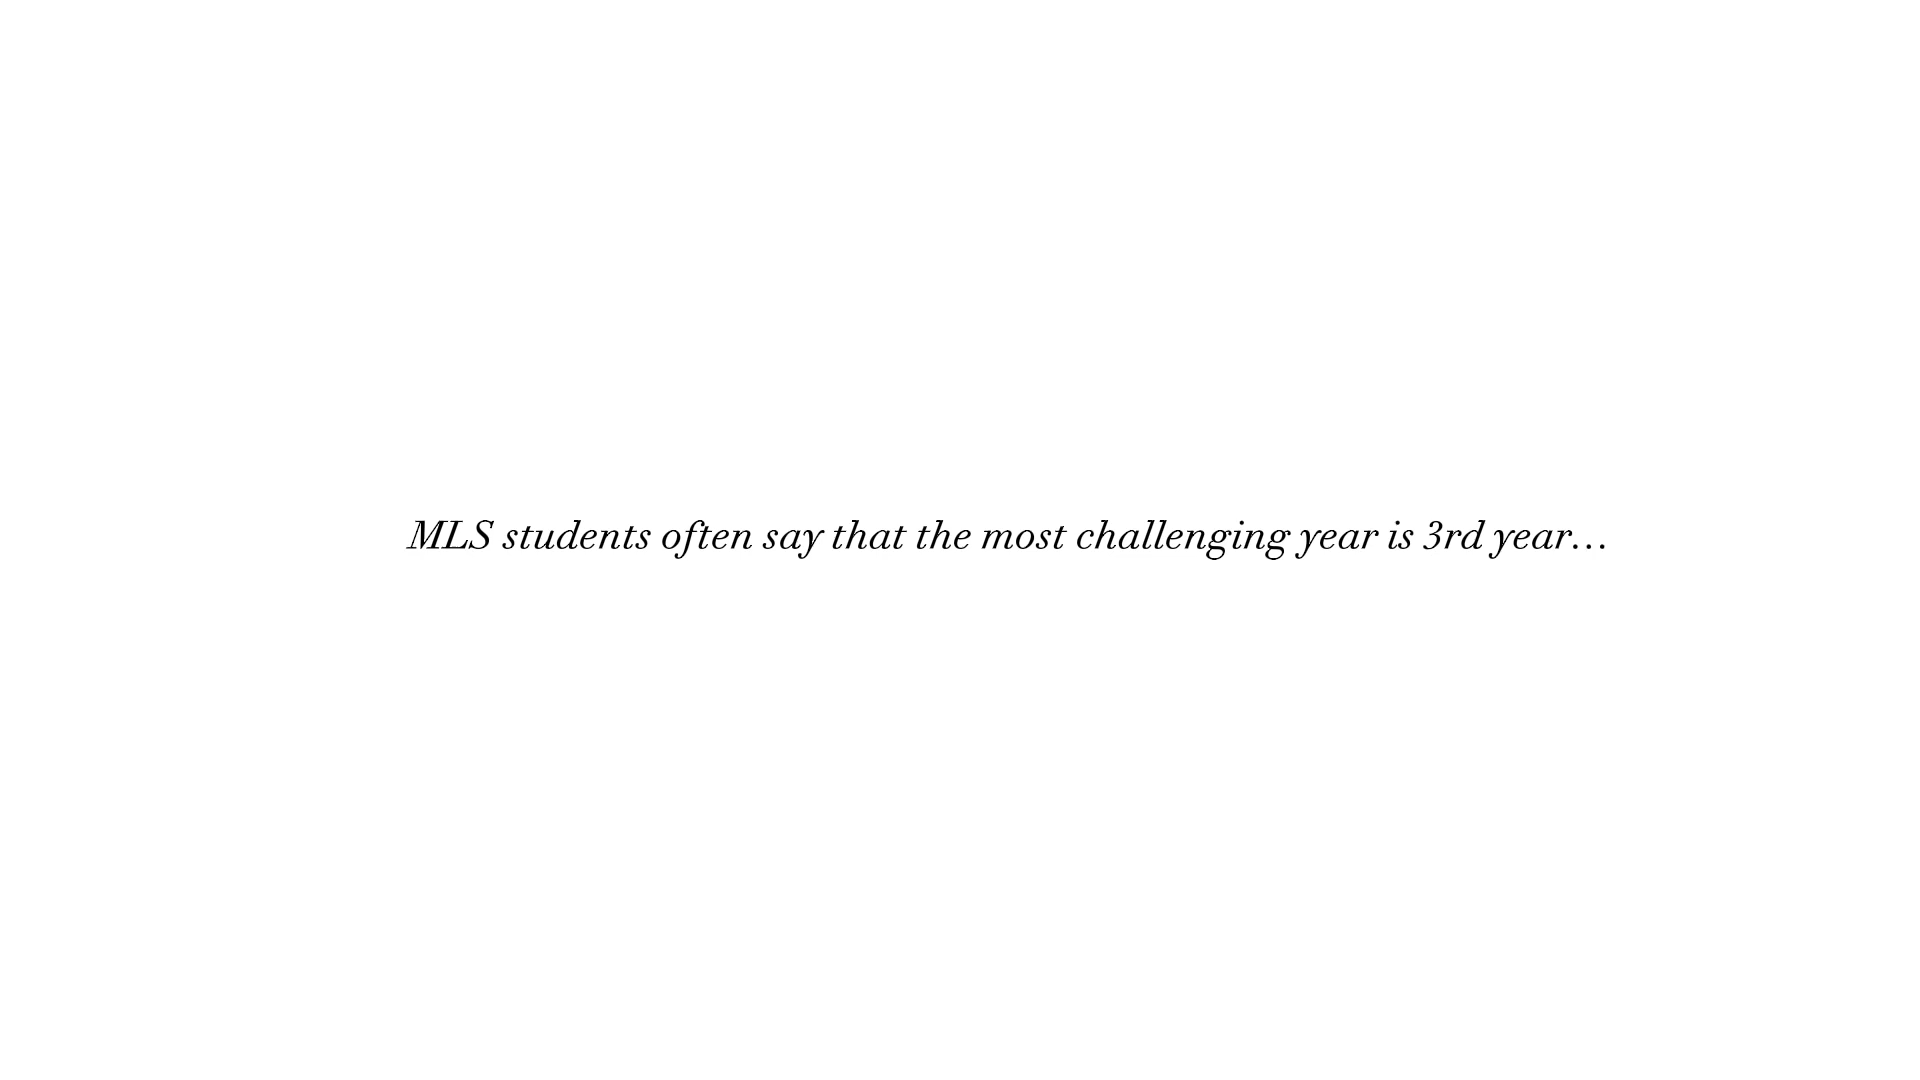 MLS students often say that the most challenging year is 3rd year…